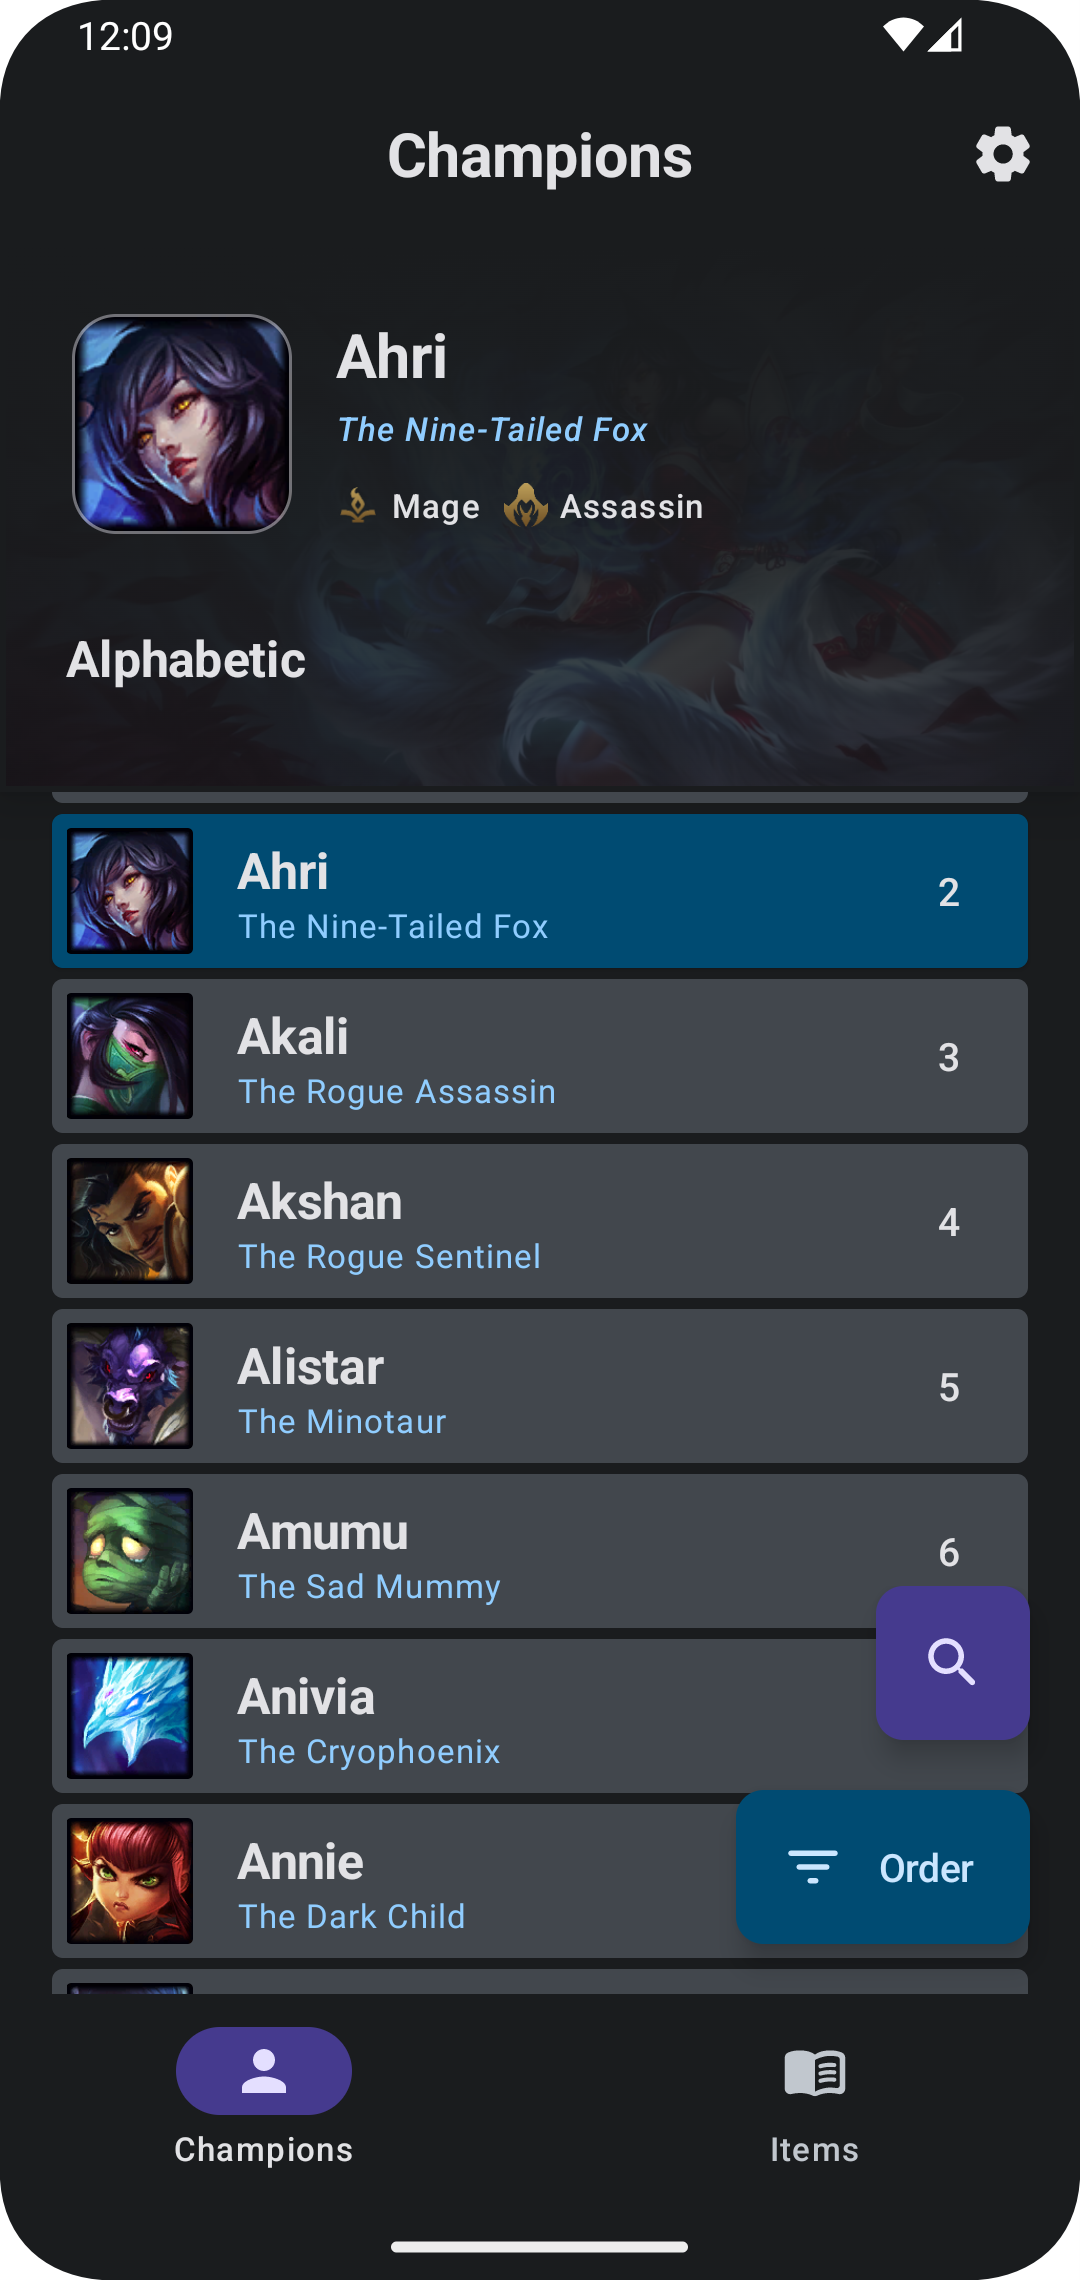 12:09
Champions
Ahri
The Nine-Tailed Fox
Mage Assassin
Alphabetic
Ahri
The Nine-Tailed Fox
2
Akali
The Rogue Assassin
3
Akshan
The Rogue Sentinel
4
Alistar
The Minotaur
5
Amumu
The Sad Mummy
6
Anivia
The Cryophoenix
Annie
The Dark Child
Order
Champions
Items